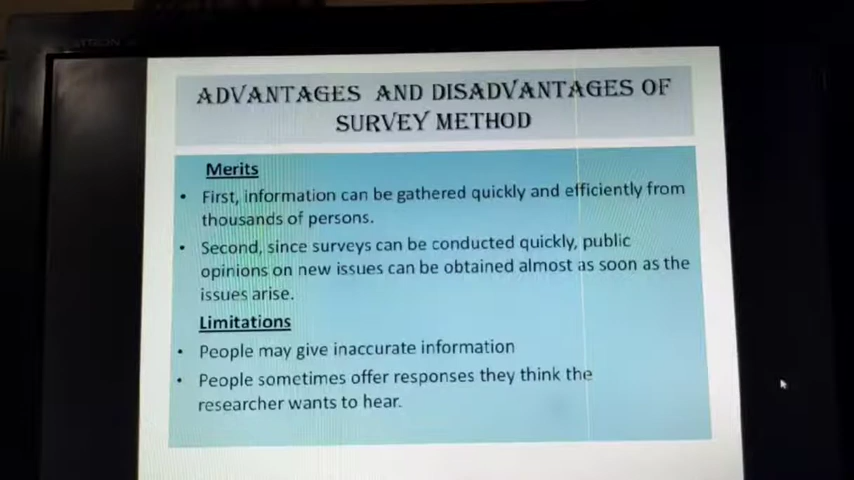 ADVANTAGES AND DISADVANTAGES OF
SURVEY METHOD
Merits
• First, information can be gathered quickly and efficiently from
thousands of persons.
• Second, since surveys can be conducted quickly, public
opinions on new issues can be obtained almost as soon as the
issues arise.
Limitations
• People may give inaccurate information
• People sometimes offer responses they think the
researcher wants to hear.